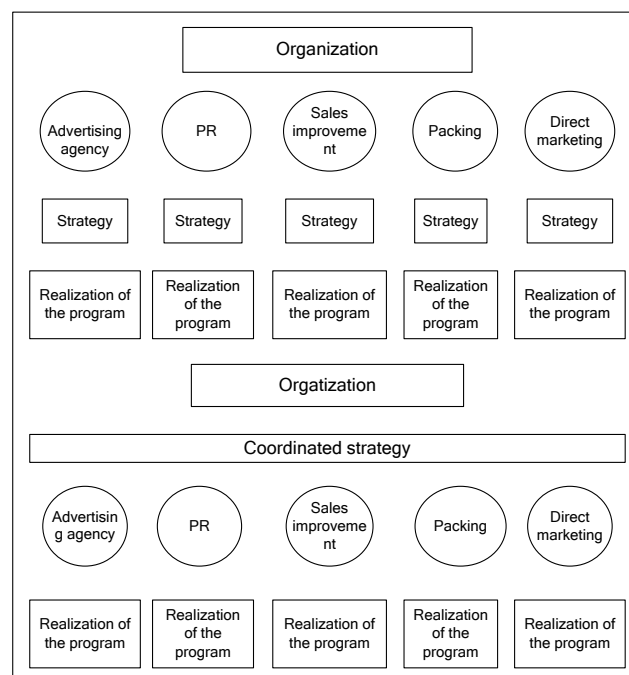 Organization
Advertising
agency
PR
Sales
improveme
nt
Packing
Direct
marketing
Strategy
Strategy
Strategy
Strategy
Strategy
Realization of
the program
Realization
of the
program
Realization of
the program
Realization
of the
program
Realization of
the program
Orgatization
Coordinated strategy
Advertisin
g agency
PR
Sales
improveme
nt
Packing
Direct
marketing
Realization of
the program
Realization
of the
program
Realization of
the program
Realization
of the
program
Realization of
the program